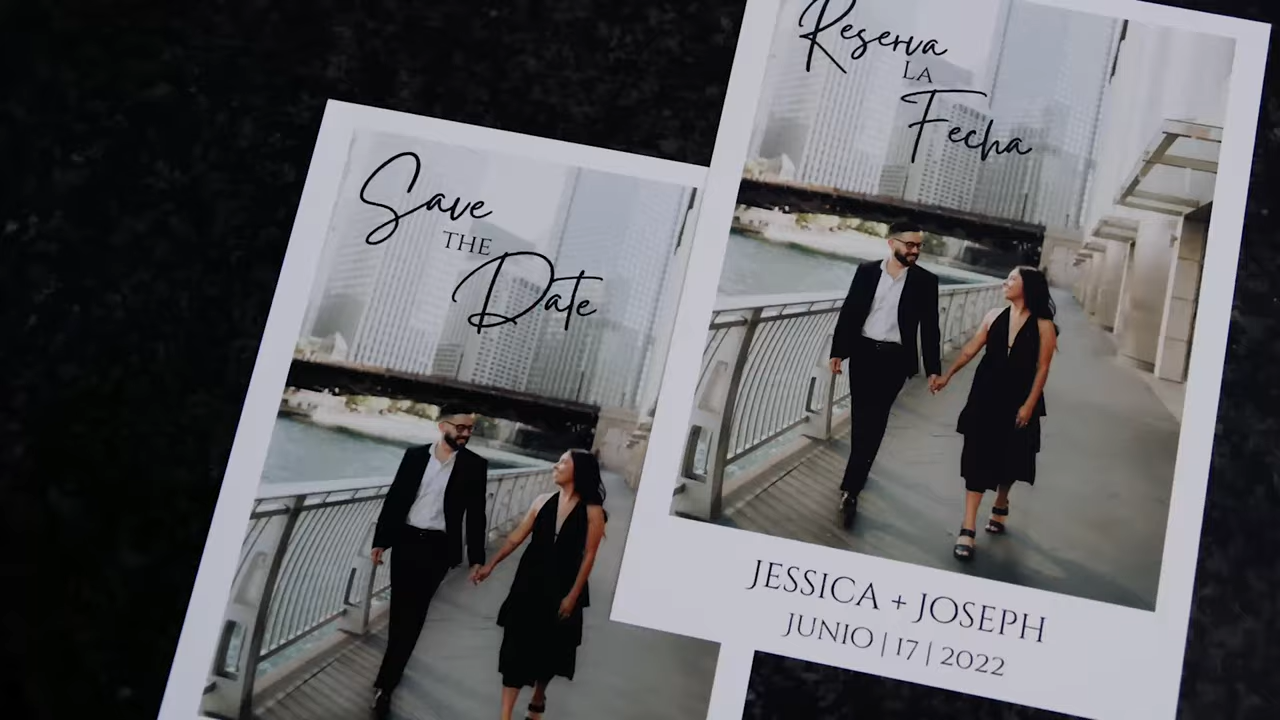 Save
THE
Date
Reserva
LA
Fecha
JESSICA + JOSEPH
JUNIO | 17 | 2022